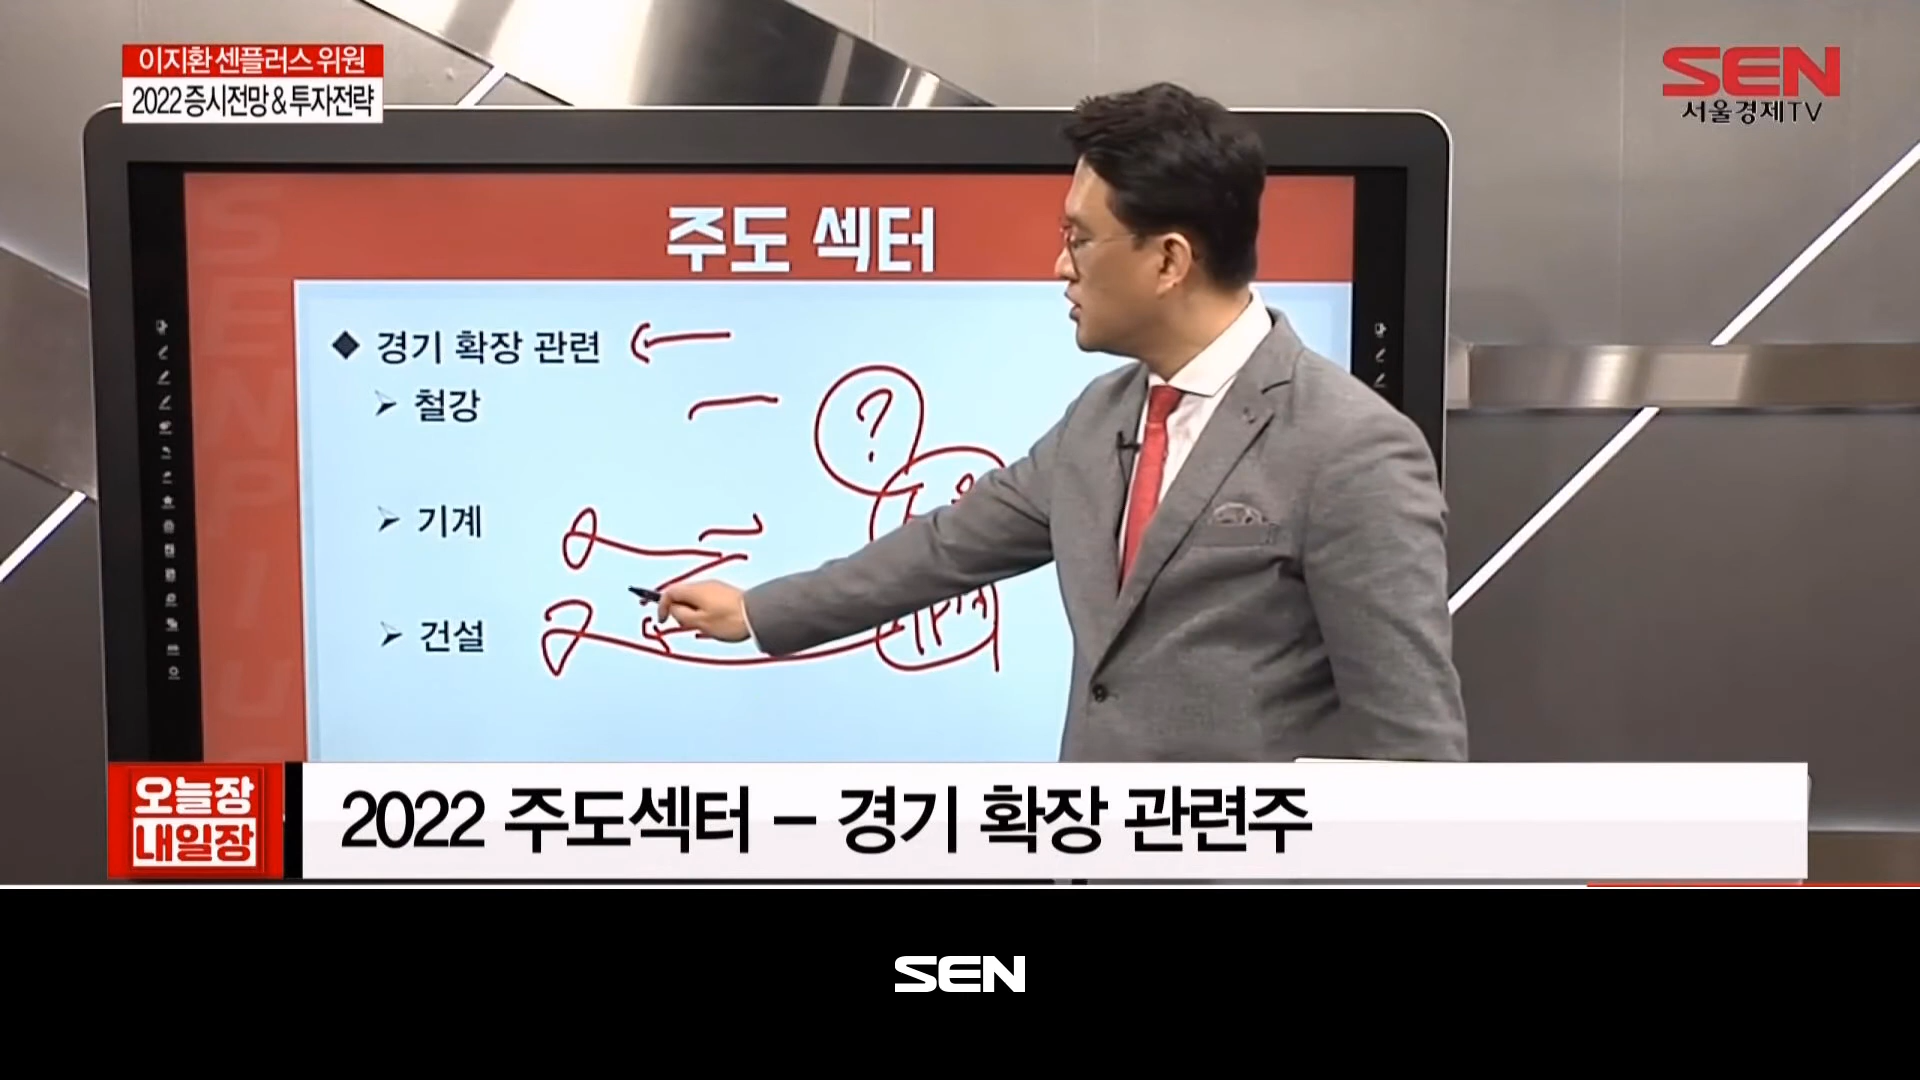 이지환 센플러스 위원
2022 증시전망 & 투자전략
SEN
서울경제TV
주도 섹터
SENPLU
◆ 경기 확장 관련
➢ 철강
?
➢ 기계
➢ 건설
오늘장
내일장
2022 주도섹터 – 경기 확장 관련주
SEN